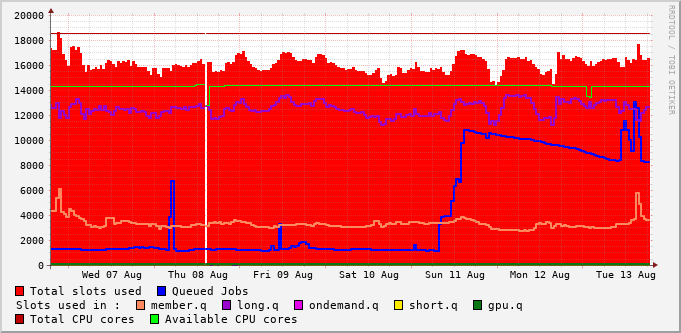 RRDTOOL / TOBI OETIKER
20000
18000
16000
14000
12000
10000
8000
6000
4000
2000
0
Wed 07 Aug Thu 08 Aug Fri 09 Aug Sat 10 Aug Sun 11 Aug Mon 12 Aug Tue 13 Aug
Total slots used Queued Jobs
Slots used in : member.q long.q ondemand.q short.q gpu.q
Total CPU cores Available CPU cores